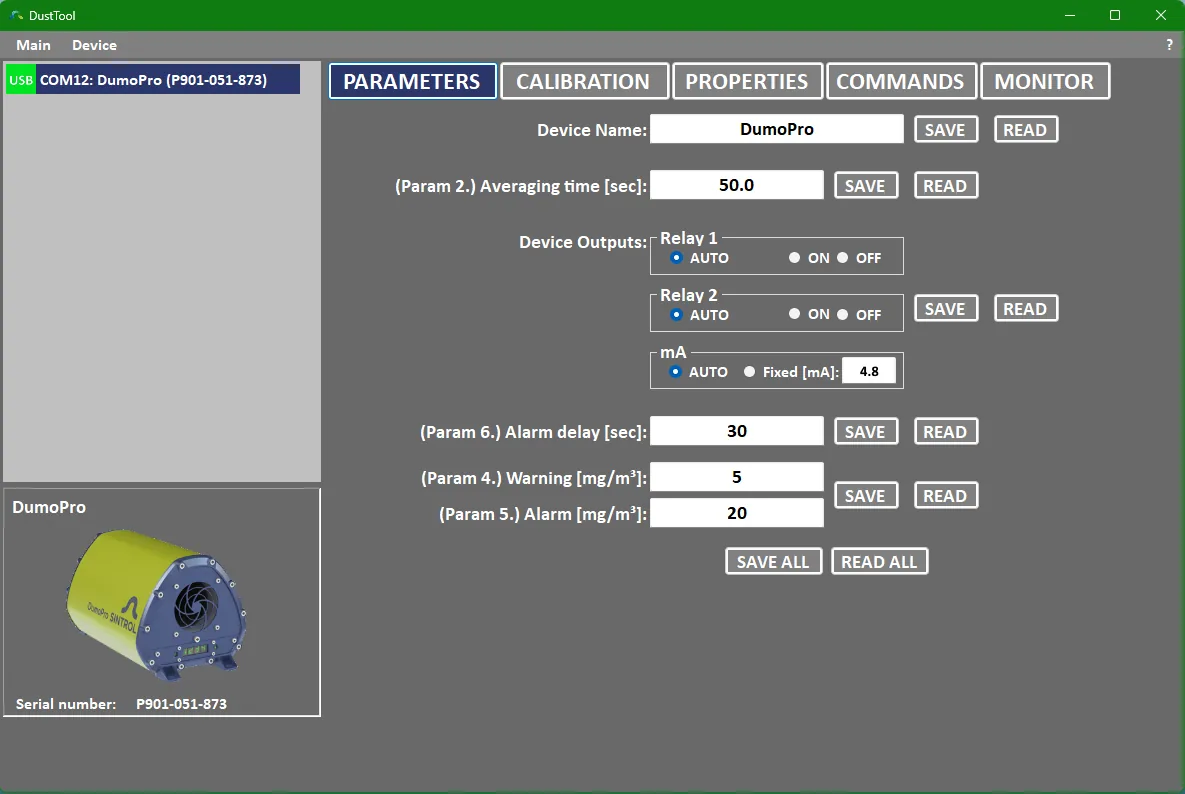 DustTool
Main Device ?
USB COM12: DumoPro (P901-051-873)
PARAMETERS CALIBRATION PROPERTIES COMMANDS MONITOR
Device Name: DumoPro SAVE READ
(Param 2.) Averaging time [sec]: 50.0 SAVE READ
Device Outputs: Relay 1
AUTO ON OFF
Relay 2
AUTO ON OFF SAVE READ
mA
AUTO Fixed [mA]: 4.8
(Param 6.) Alarm delay [sec]: 30 SAVE READ
(Param 4.) Warning [mg/m³]: 5
SAVE READ
(Param 5.) Alarm [mg/m³]: 20
SAVE ALL READ ALL
DumoPro
DumoPro SINTROL
Serial number: P901-051-873